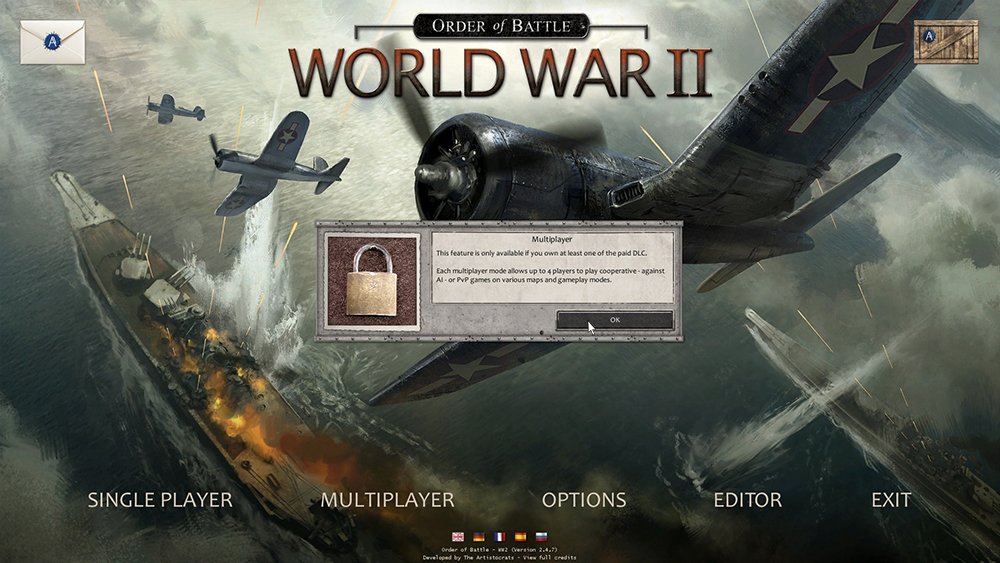 ORDER of BATTLE
WORLD WAR II
Multiplayer
This feature is only available if you own at least one of the paid DLC.
Each multiplayer mode allows up to 4 players to play cooperative - against
AI - or PvP games on various maps and gameplay modes.
OK
SINGLE PLAYER
MULTIPLAYER
OPTIONS
EDITOR
EXIT
Order of Battle - WW2 (Version 2.4.7)
Developed by The Artistocrats - View full credits